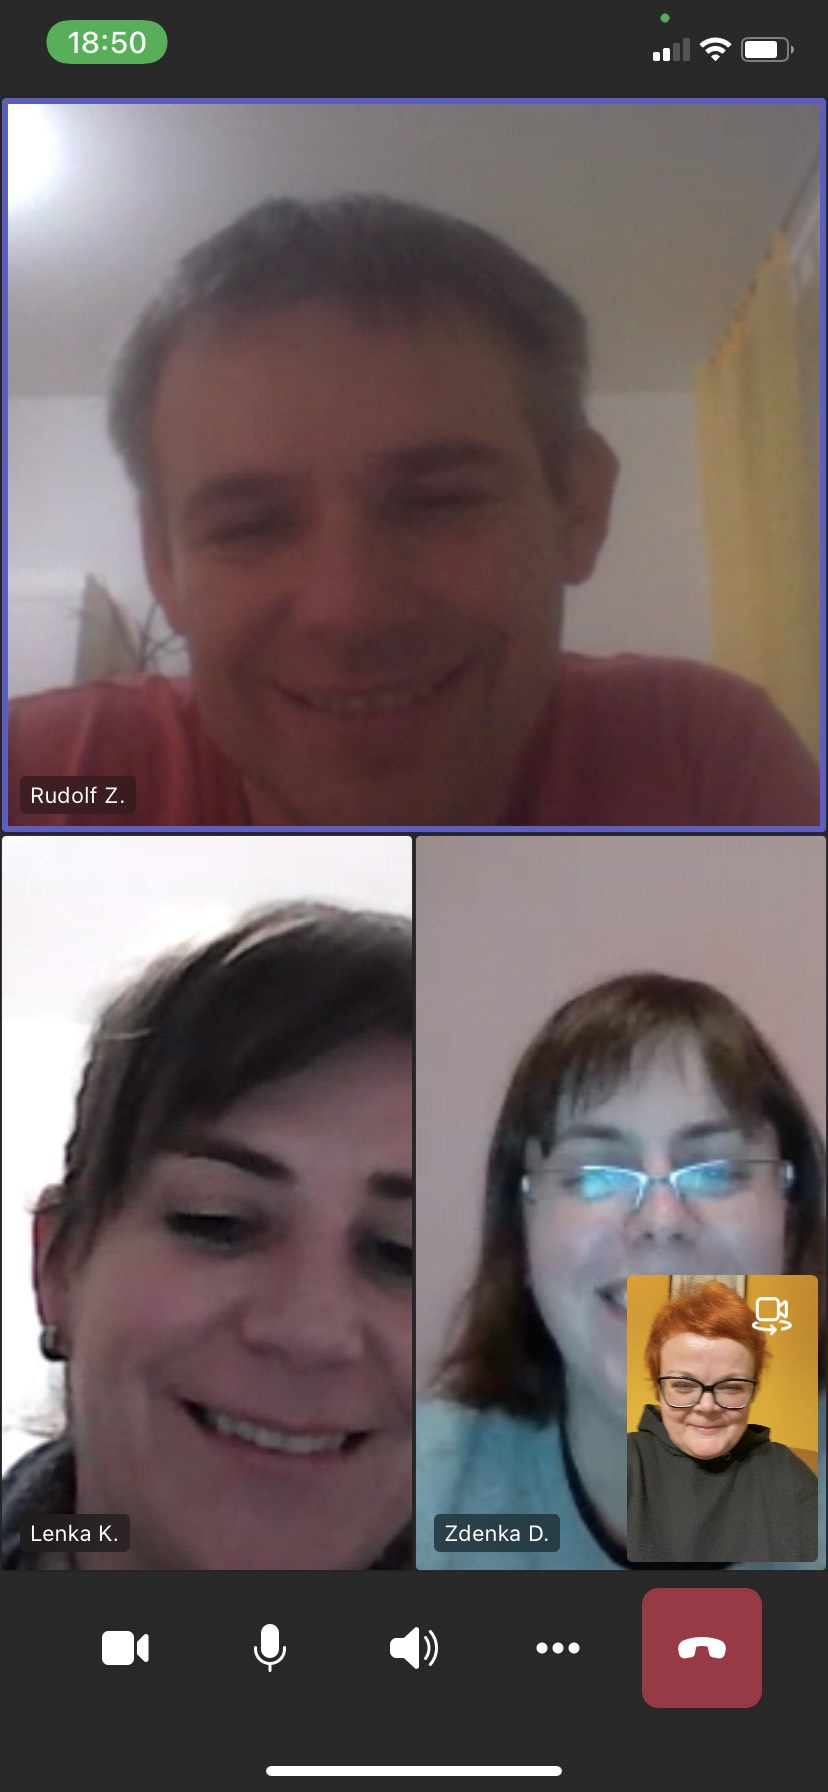 18:50
Rudolf Z.
Lenka K.
Zdenka D.